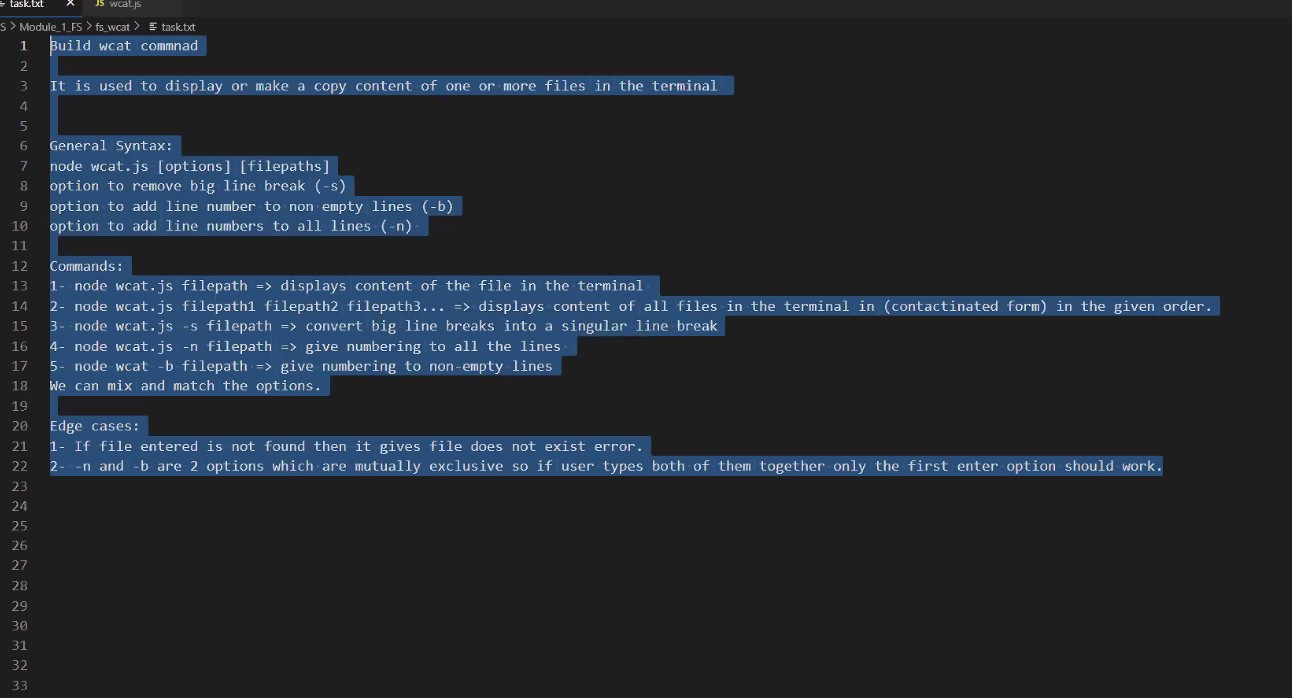 task.txt × JS wcat.js
S > Module_1_FS > fs_wcat > task.txt
1 Build wcat commnad
2
3 It is used to display or make a copy content of one or more files in the terminal
4
5
6 General Syntax:
7 node wcat.js [options] [filepaths]
8 option to remove big line break (-s)
9 option to add line number to non empty lines (-b)
10 option to add line numbers to all lines (-n)
11
12 Commands:
13 1- node wcat.js filepath => displays content of the file in the terminal
14 2- node wcat.js filepath1 filepath2 filepath3... => displays content of all files in the terminal in (contactinated form) in the given order.
15 3- node wcat.js -s filepath => convert big line breaks into a singular line break
16 4- node wcat.js -n filepath => give numbering to all the lines
17 5- node wcat -b filepath => give numbering to non-empty lines
18 We can mix and match the options.
19
20 Edge cases:
21 1- If file entered is not found then it gives file does not exist error.
22 2- -n and -b are 2 options which are mutually exclusive so if user types both of them together only the first enter option should work.
23
24
25
26
27
28
29
30
31
32
33